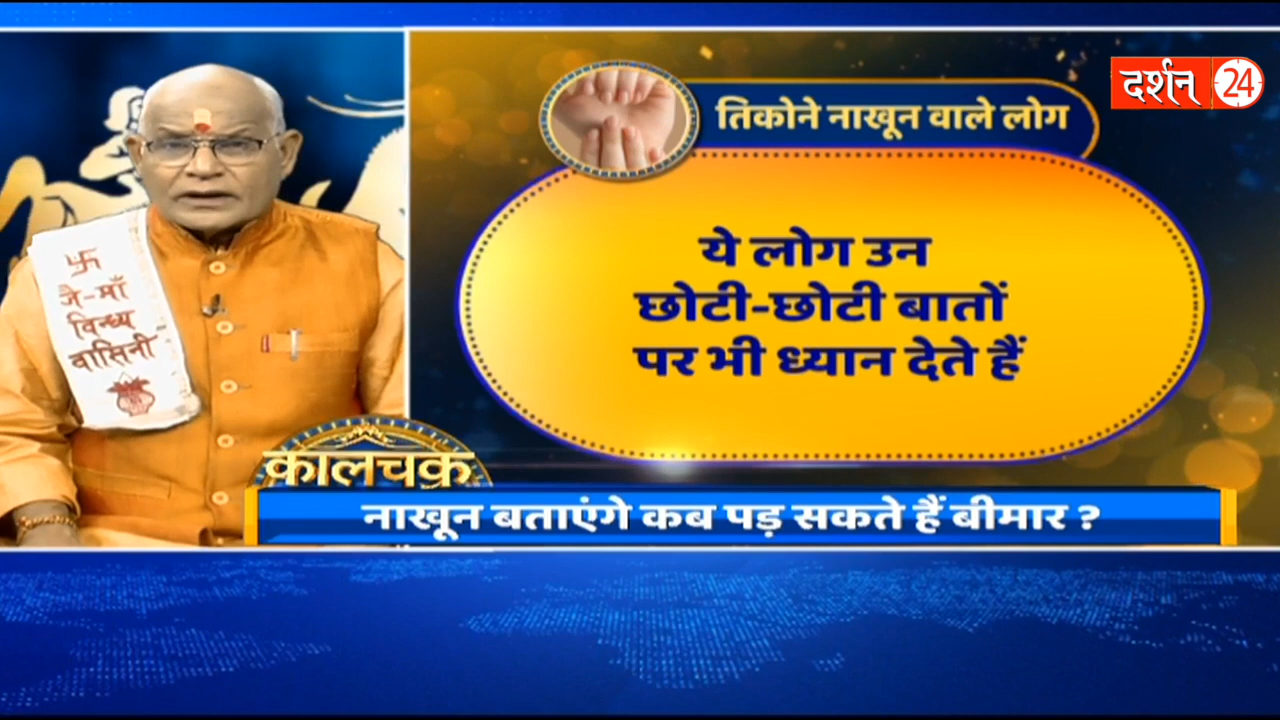 दर्शन 24
तिकोने नाखून वाले लोग
ये लोग उन
छोटी-छोटी बातों
पर भी ध्यान देते हैं
जै-माँ
विन्ध्य
वासिनी
कालचक्र
नाखून बताएंगे कब पड़ सकते हैं बीमार ?